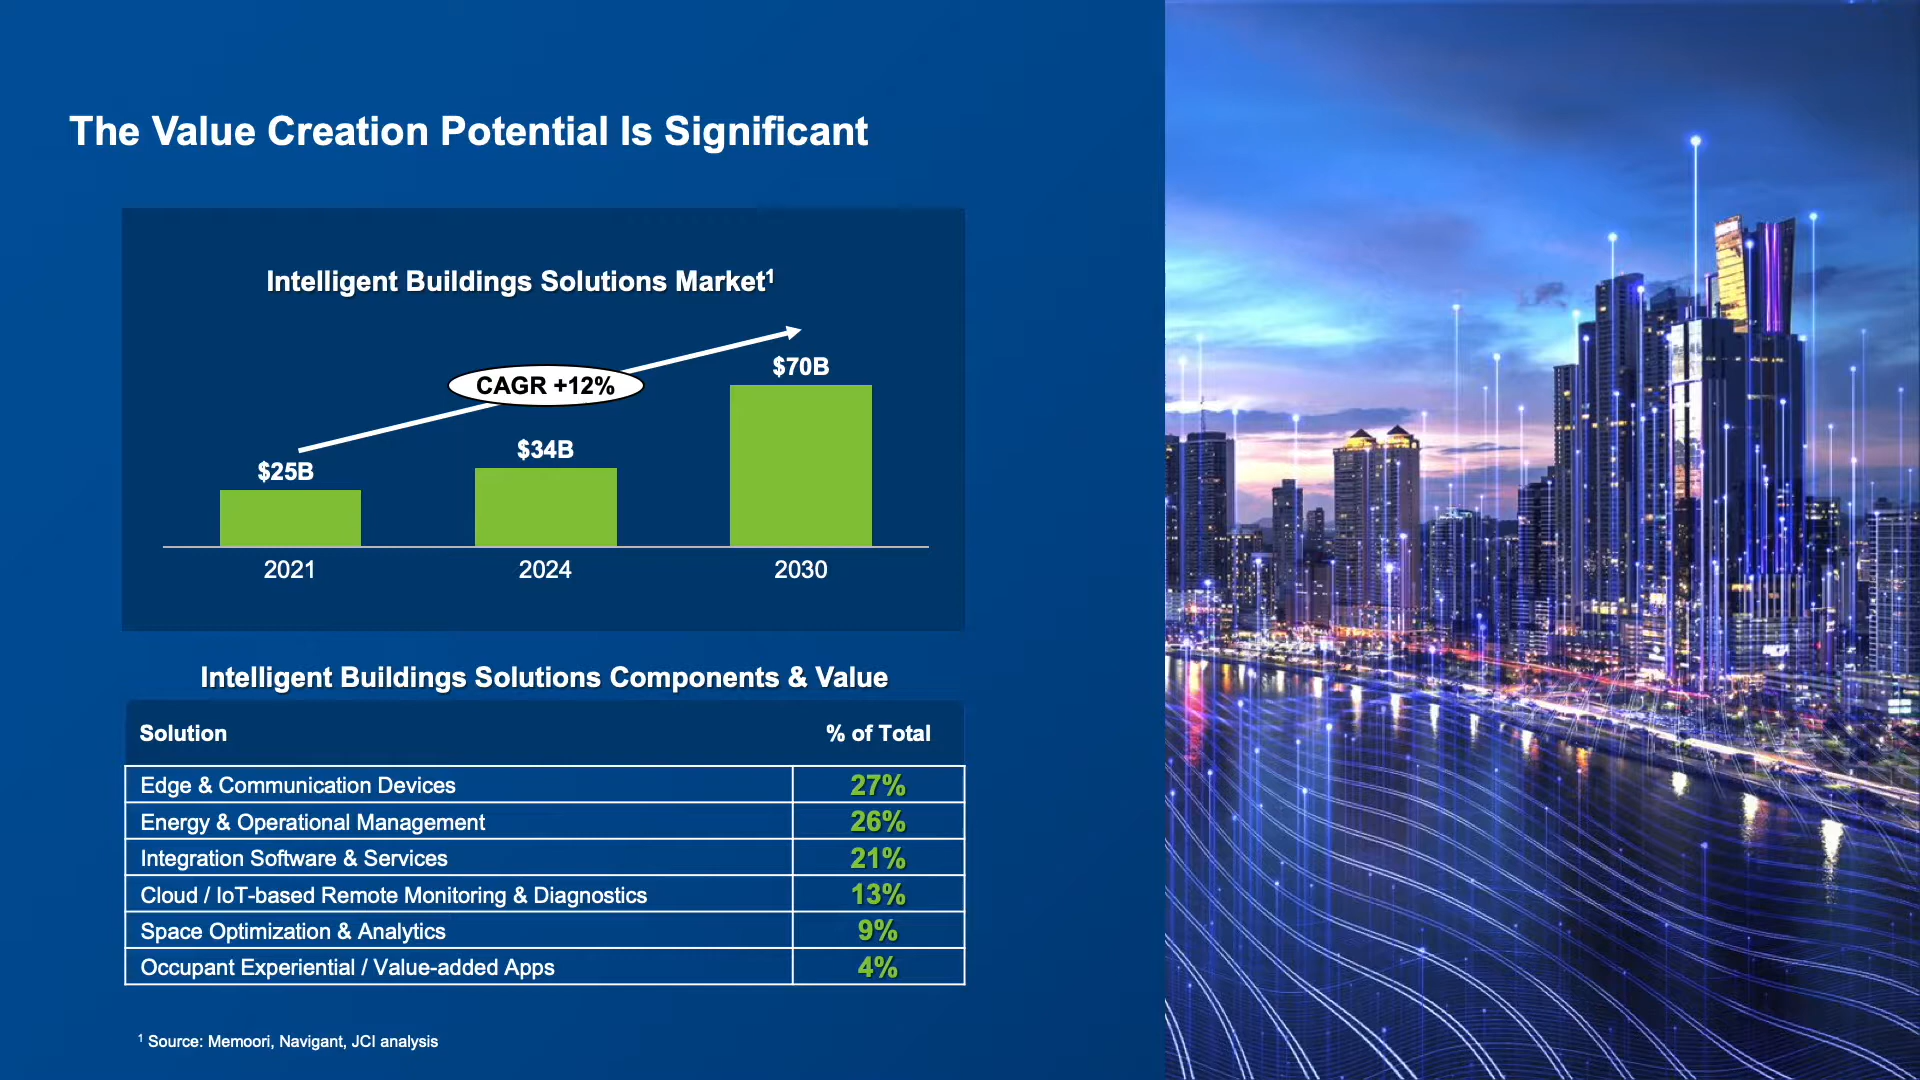 The Value Creation Potential Is Significant
Intelligent Buildings Solutions Market¹
CAGR +12%
$25B
$34B
$70B
2021
2024
2030
Intelligent Buildings Solutions Components & Value
Solution % of Total
Edge & Communication Devices 27%
Energy & Operational Management 26%
Integration Software & Services 21%
Cloud / IoT-based Remote Monitoring & Diagnostics 13%
Space Optimization & Analytics 9%
Occupant Experiential / Value-added Apps 4%
¹ Source: Memoori, Navigant, JCI analysis